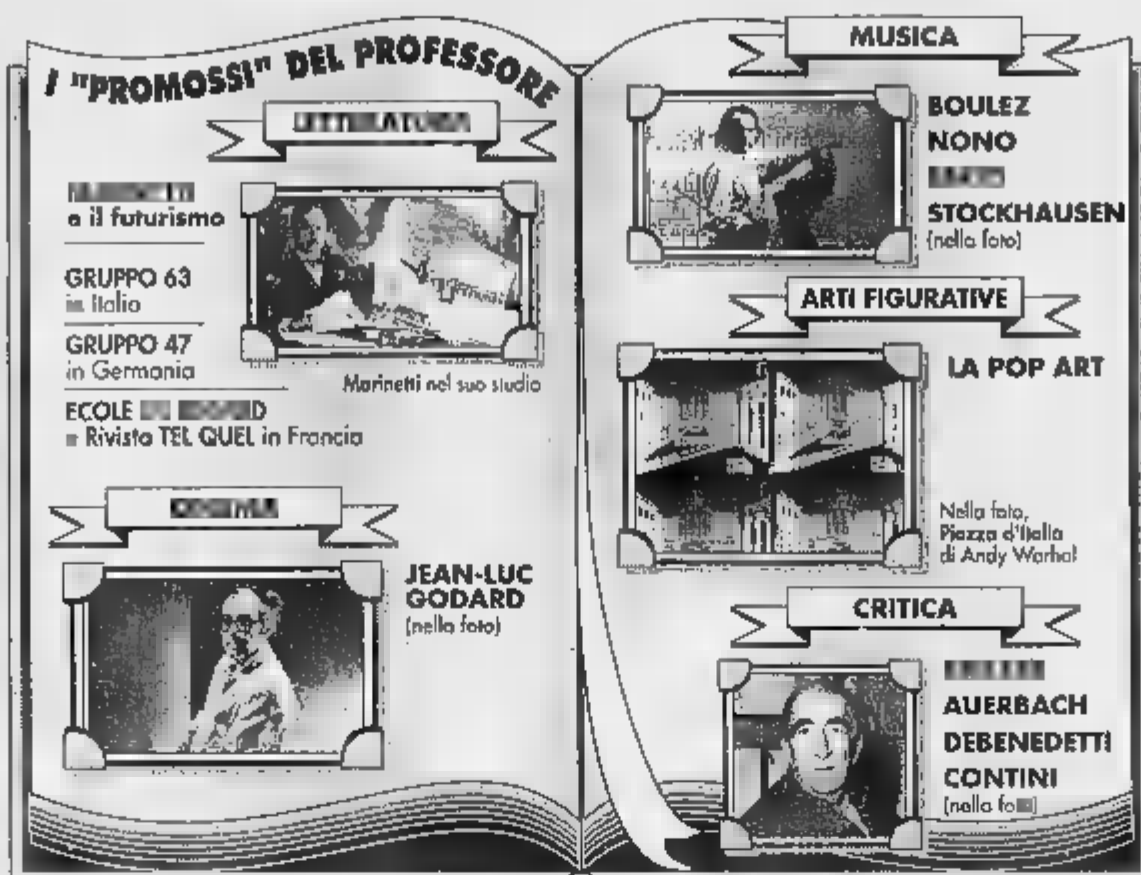 I "PROMOSSI" DEL PROFESSORE
e il futurismo
GRUPPO 63
in Italia
GRUPPO 47
in Germania
ECOLE
Rivista TEL QUEL in Francia
Marinetti nel suo studio
JEAN-LUC
GODARD
(nella foto)
MUSICA
BOULEZ
NONO
STOCKHAUSEN
(nella foto)
ARTI FIGURATIVE
LA POP ART
Nella foto,
Piazza d'Italia
di Andy Warhol
CRITICA
AUERBACH
DEBENEDETTI
CONTINI
(nella